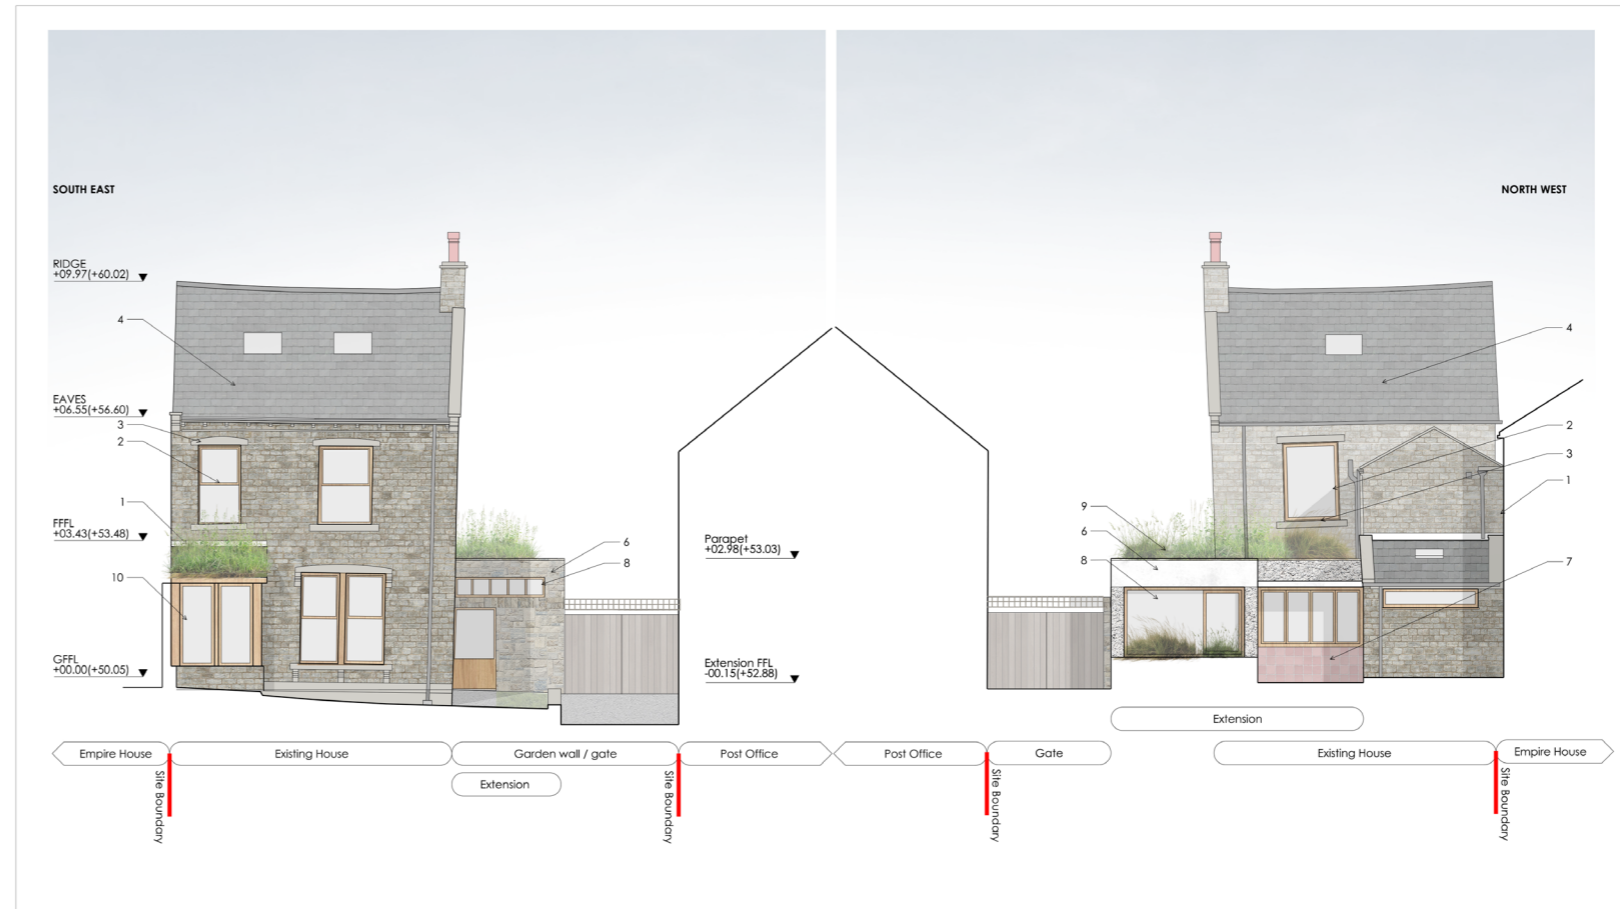 SOUTH EAST
NORTH WEST
RIDGE
+09.97(+60.02)
4
EAVES
+06.55(+56.60)
3
2
1
FFFL
+03.43(+53.48)
10
GFFL
+00.00(+50.05)
6
8
Parapet
+02.98(+53.03)
Extension FFL
-00.15(+52.88)
4
2
3
1
9
6
8
7
Extension
Empire House
Existing House
Garden wall / gate
Post Office
Post Office
Gate
Existing House
Empire House
Extension
Site Boundary
Site Boundary
Site Boundary
Site Boundary